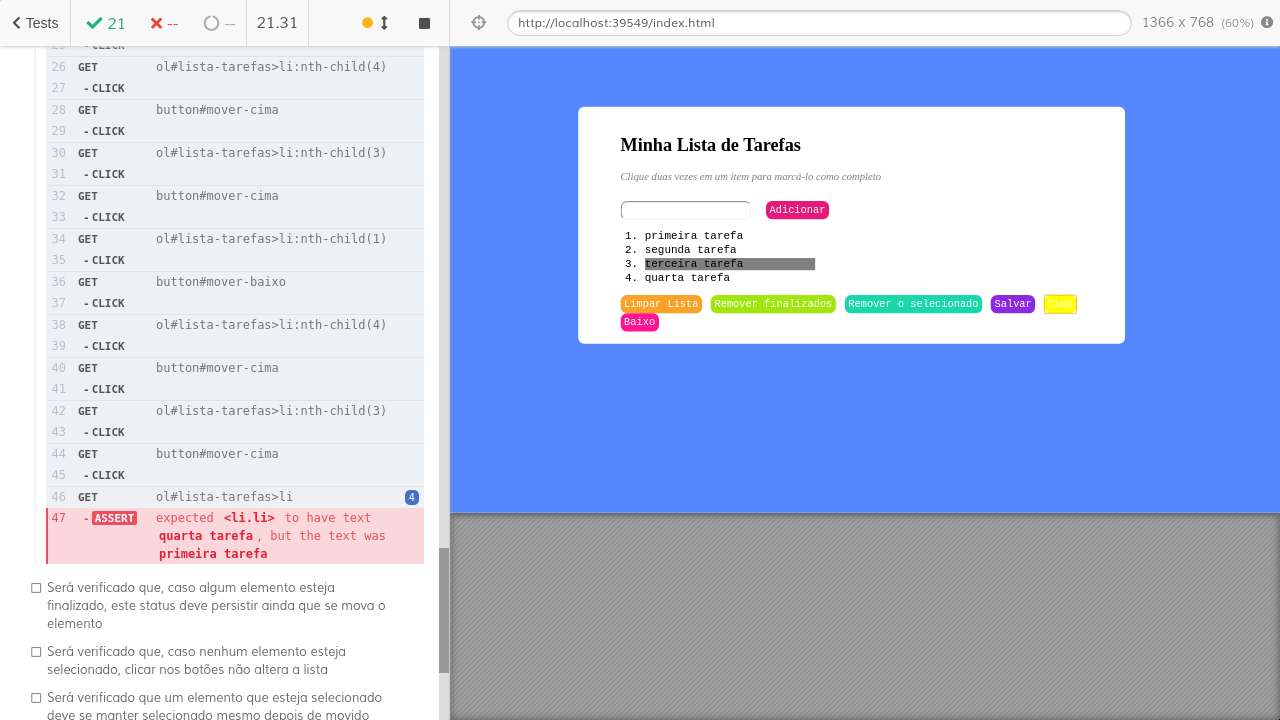 Tests
21
--
--
21.31
http://localhost:39549/index.html
1366 x 768 (60%)
25 - CLICK
26 GET ol#lista-tarefas>li:nth-child(4)
27 - CLICK
28 GET button#mover-cima
29 - CLICK
30 GET ol#lista-tarefas>li:nth-child(3)
31 - CLICK
32 GET button#mover-cima
33 - CLICK
34 GET ol#lista-tarefas>li:nth-child(1)
35 - CLICK
36 GET button#mover-baixo
37 - CLICK
38 GET ol#lista-tarefas>li:nth-child(4)
39 - CLICK
40 GET button#mover-cima
41 - CLICK
42 GET ol#lista-tarefas>li:nth-child(3)
43 - CLICK
44 GET button#mover-cima
45 - CLICK
46 GET ol#lista-tarefas>li 4
47 - ASSERT expected <li.li> to have text
quarta tarefa, but the text was
primeira tarefa
Será verificado que, caso algum elemento esteja
finalizado, este status deve persistir ainda que se mova o
elemento
Será verificado que, caso nenhum elemento esteja
selecionado, clicar nos botões não altera a lista
Será verificado que um elemento que esteja selecionado
deve se manter selecionado mesmo depois de movido
Minha Lista de Tarefas
Clique duas vezes em um item para marcá-lo como completo
Adicionar
1. primeira tarefa
2. segunda tarefa
3. terceira tarefa
4. quarta tarefa
Limpar Lista Remover finalizados Remover o selecionado Salvar Cima
Baixo